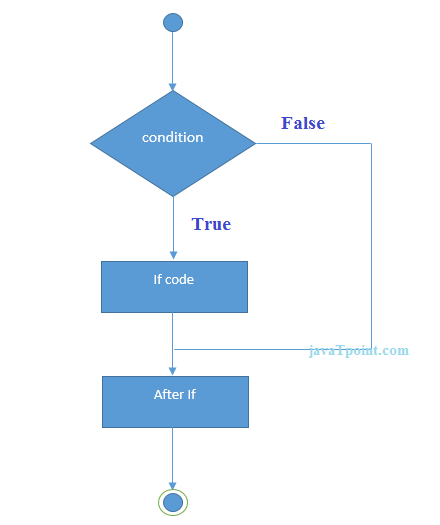 condition
False
True
If code
javaTpoint.com
After If